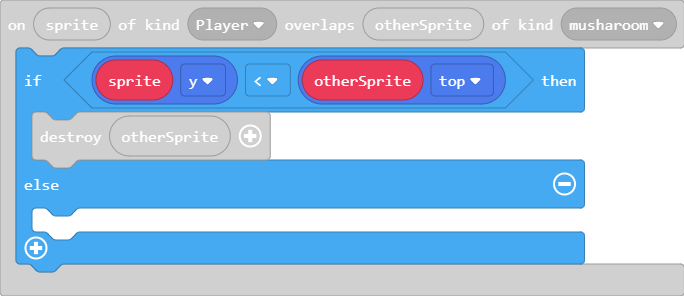 on sprite of kind Player overlaps otherSprite of kind musharoom
if sprite y < otherSprite top then
destroy otherSprite
else